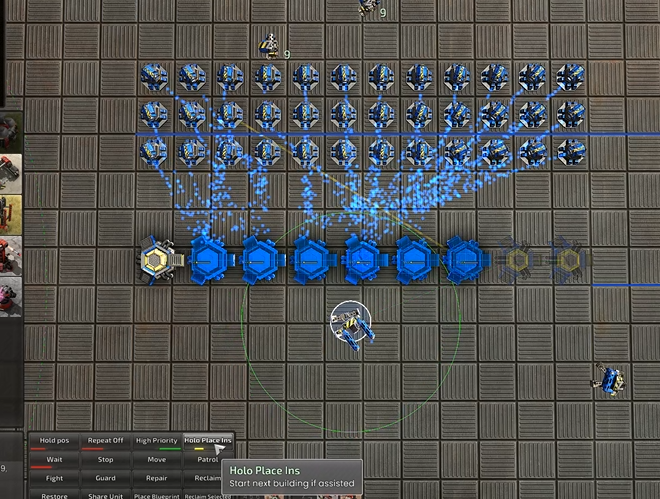 9
9
Hold pos
Repeat Off
High Priority
Holo Place Ins
Wait
Stop
Move
Patrol
Fight
Guard
Repair
Reclaim
Restore
Share Unit
Place Blueprint
Reclaim Selected
Holo Place Ins
Start next building if assisted
9,